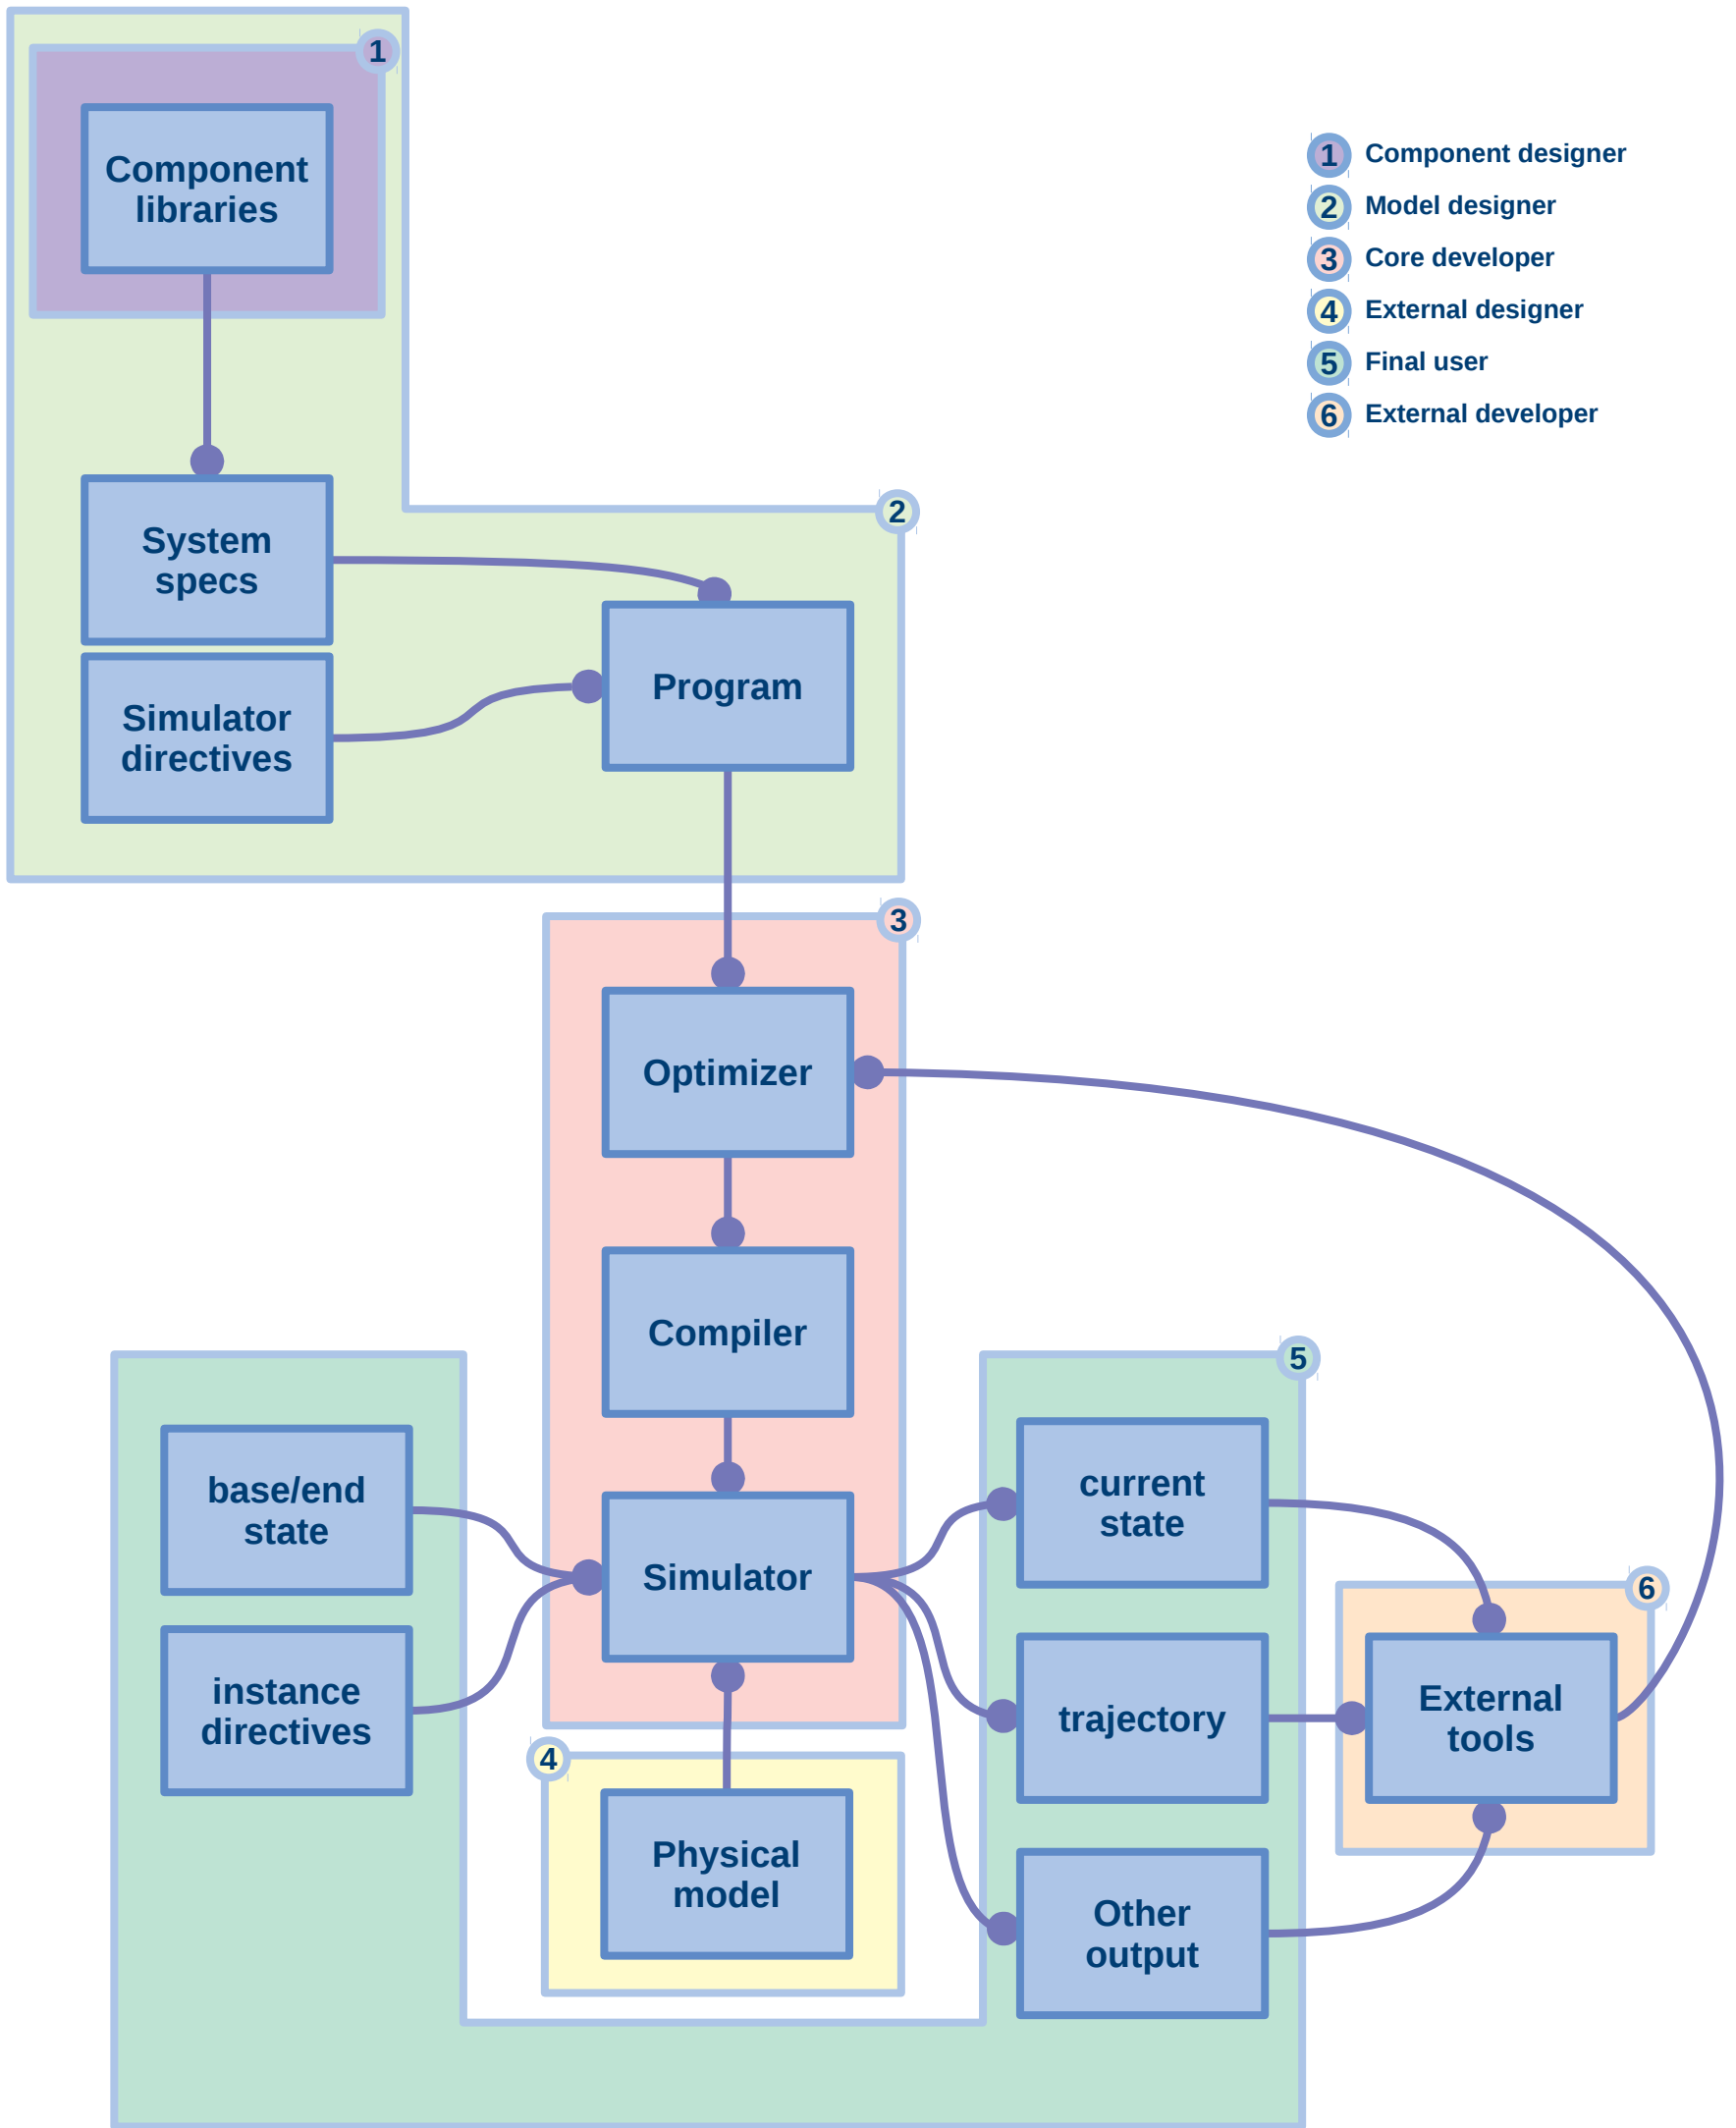 1
Component
libraries
1 Component designer
2 Model designer
3 Core developer
4 External designer
5 Final user
6 External developer
2
System
specs
Program
Simulator
directives
3
Optimizer
Compiler
5
base/end
state
current
state
Simulator
6
instance
directives
trajectory
External
tools
4
Physical
model
Other
output